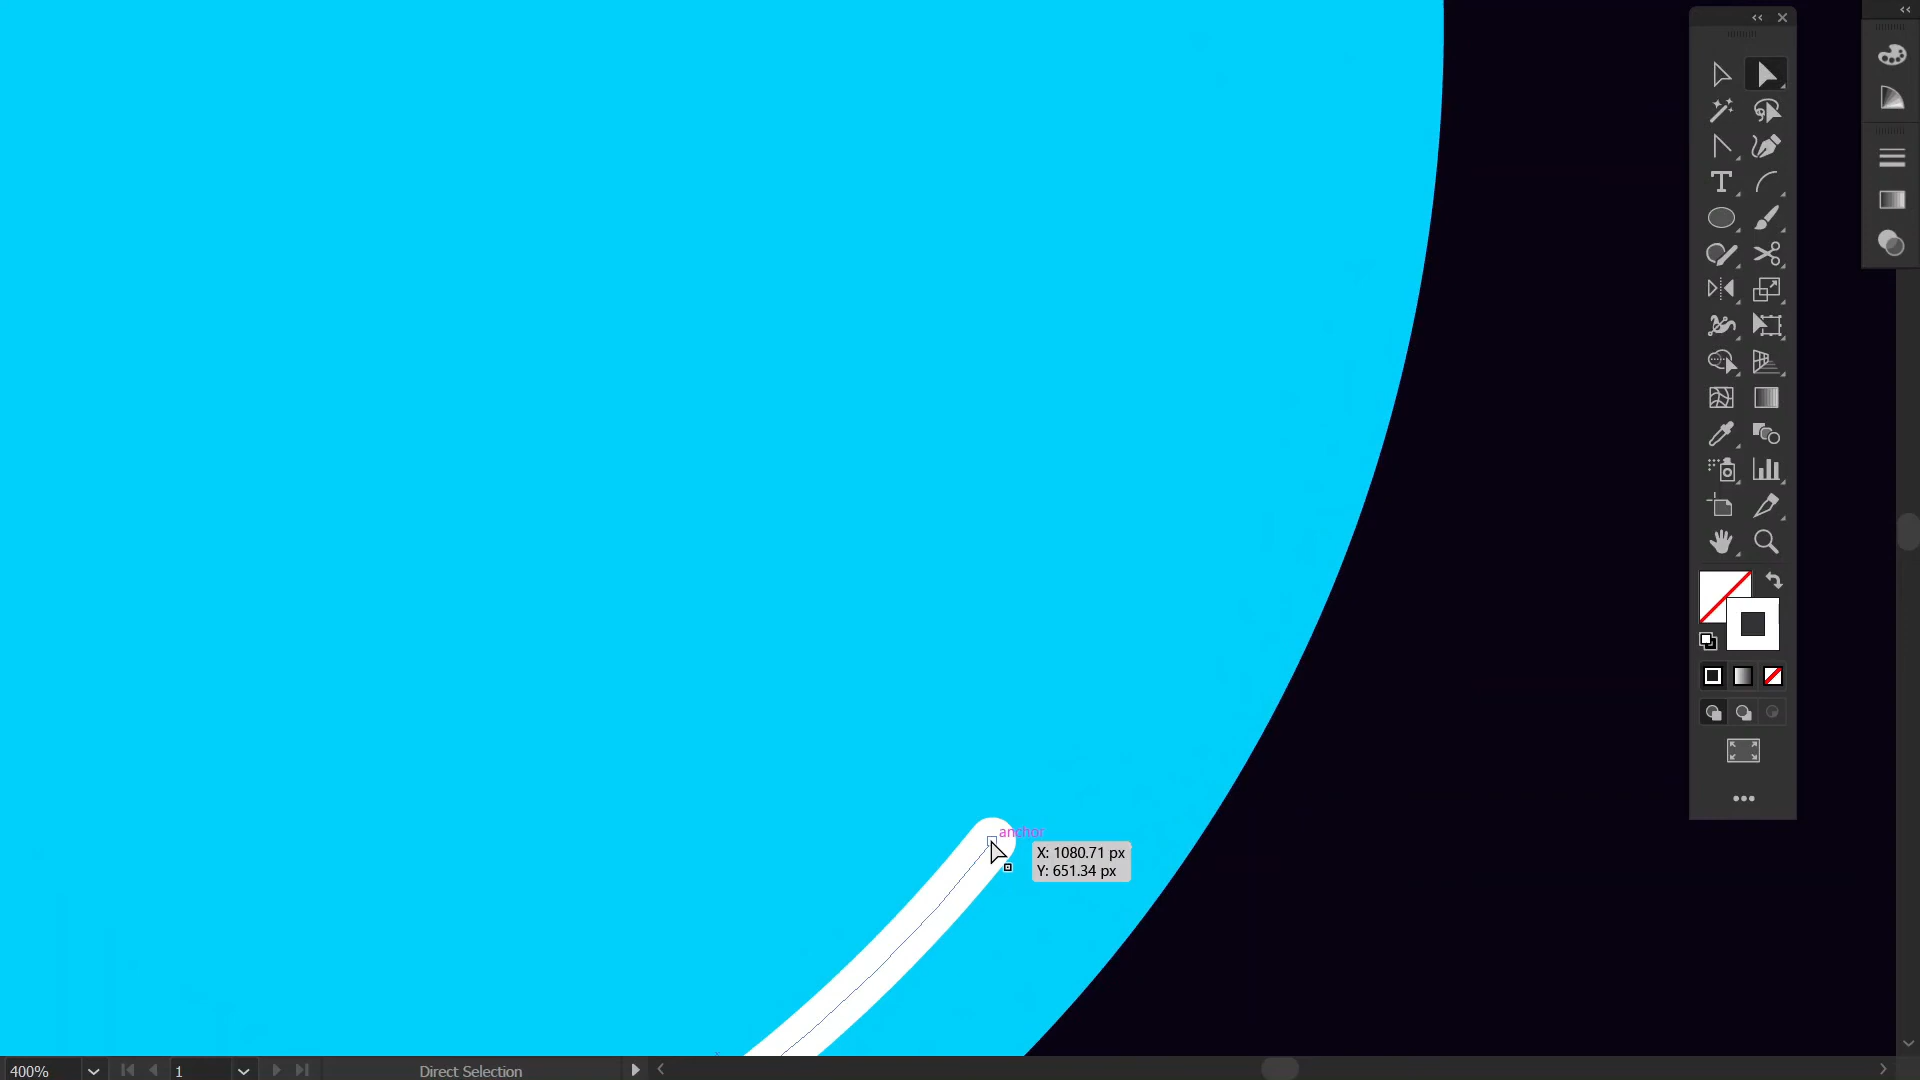 anchor
X: 1080.71 px
Y: 651.34 px
400%
1
Direct Selection